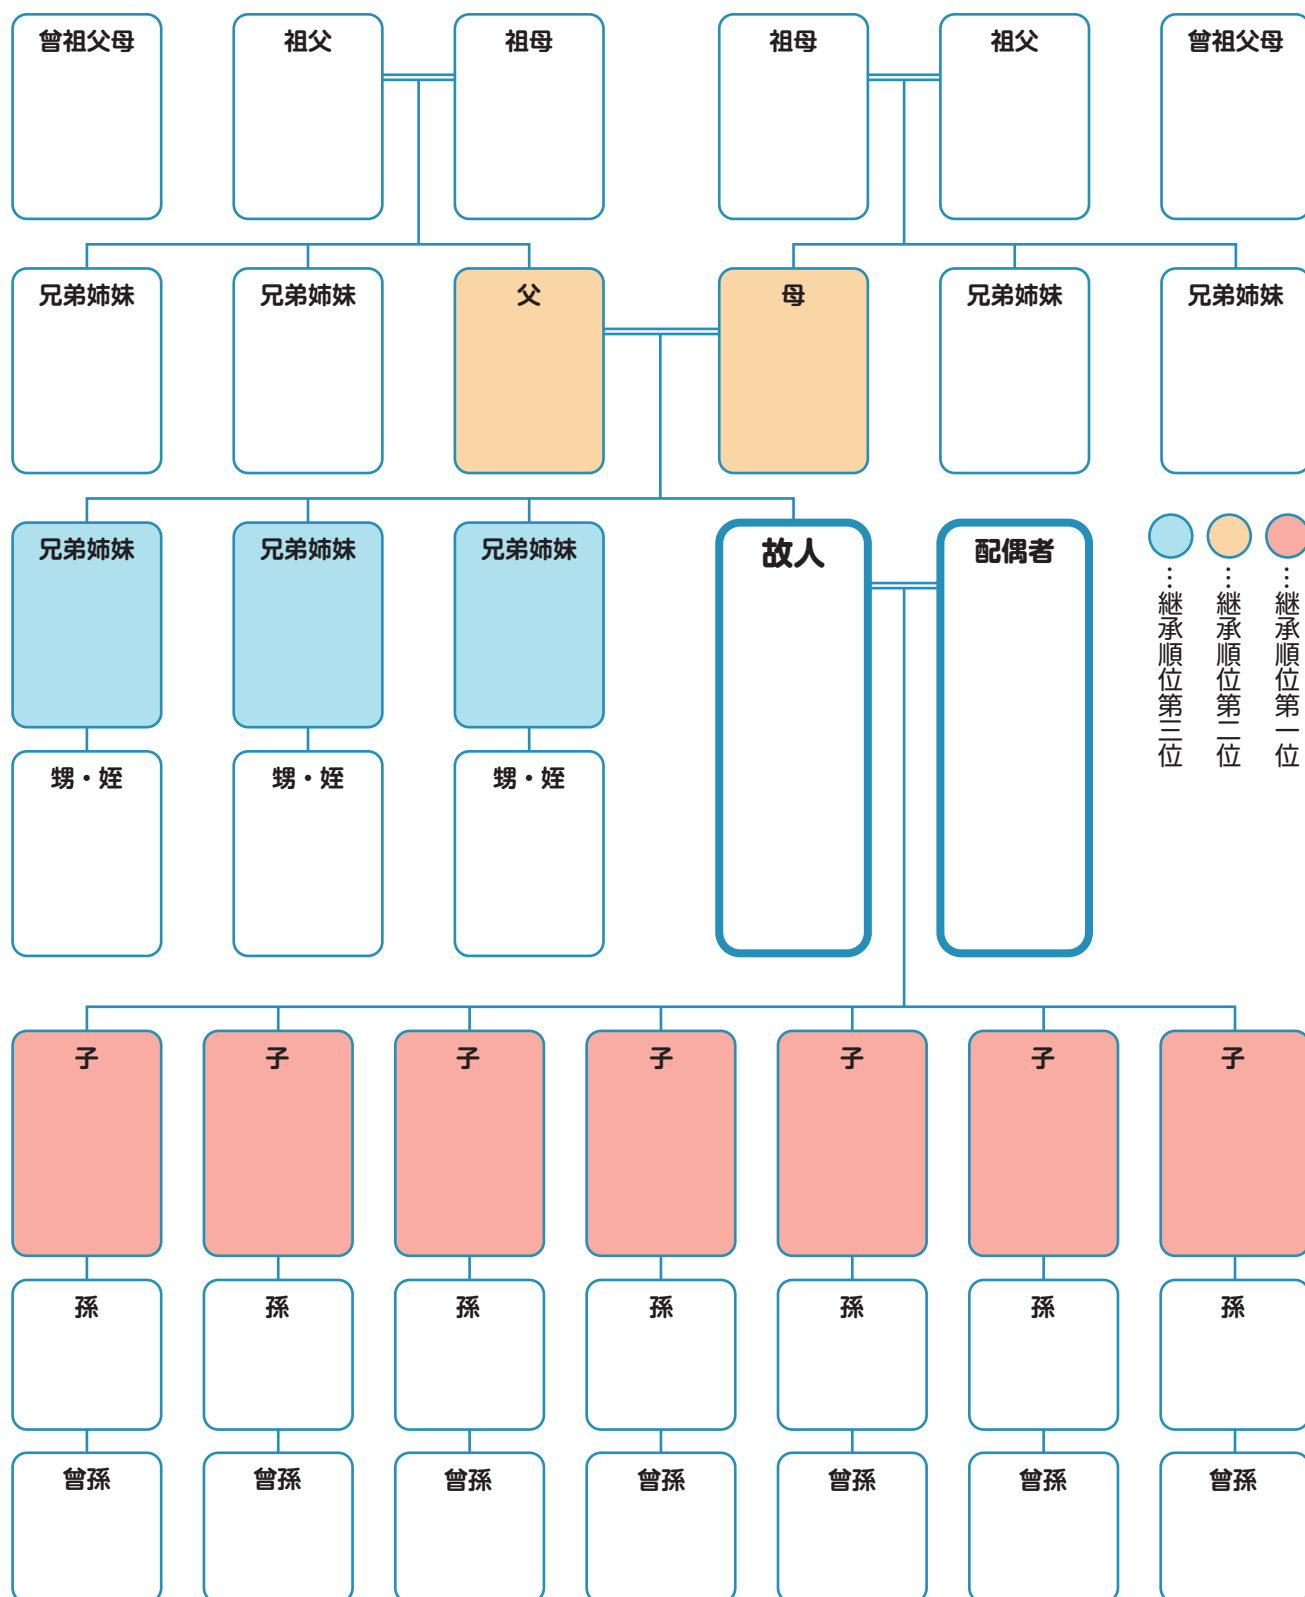 曾祖父母
祖父
祖母
祖母
祖父
曾祖父母
兄弟姉妹
兄弟姉妹
父
母
兄弟姉妹
兄弟姉妹
兄弟姉妹
兄弟姉妹
兄弟姉妹
故人
配偶者
…継承順位第一位
…継承順位第二位
…継承順位第三位
甥・姪
甥・姪
甥・姪
子
子
子
子
子
子
子
孫
孫
孫
孫
孫
孫
孫
曾孫
曾孫
曾孫
曾孫
曾孫
曾孫
曾孫